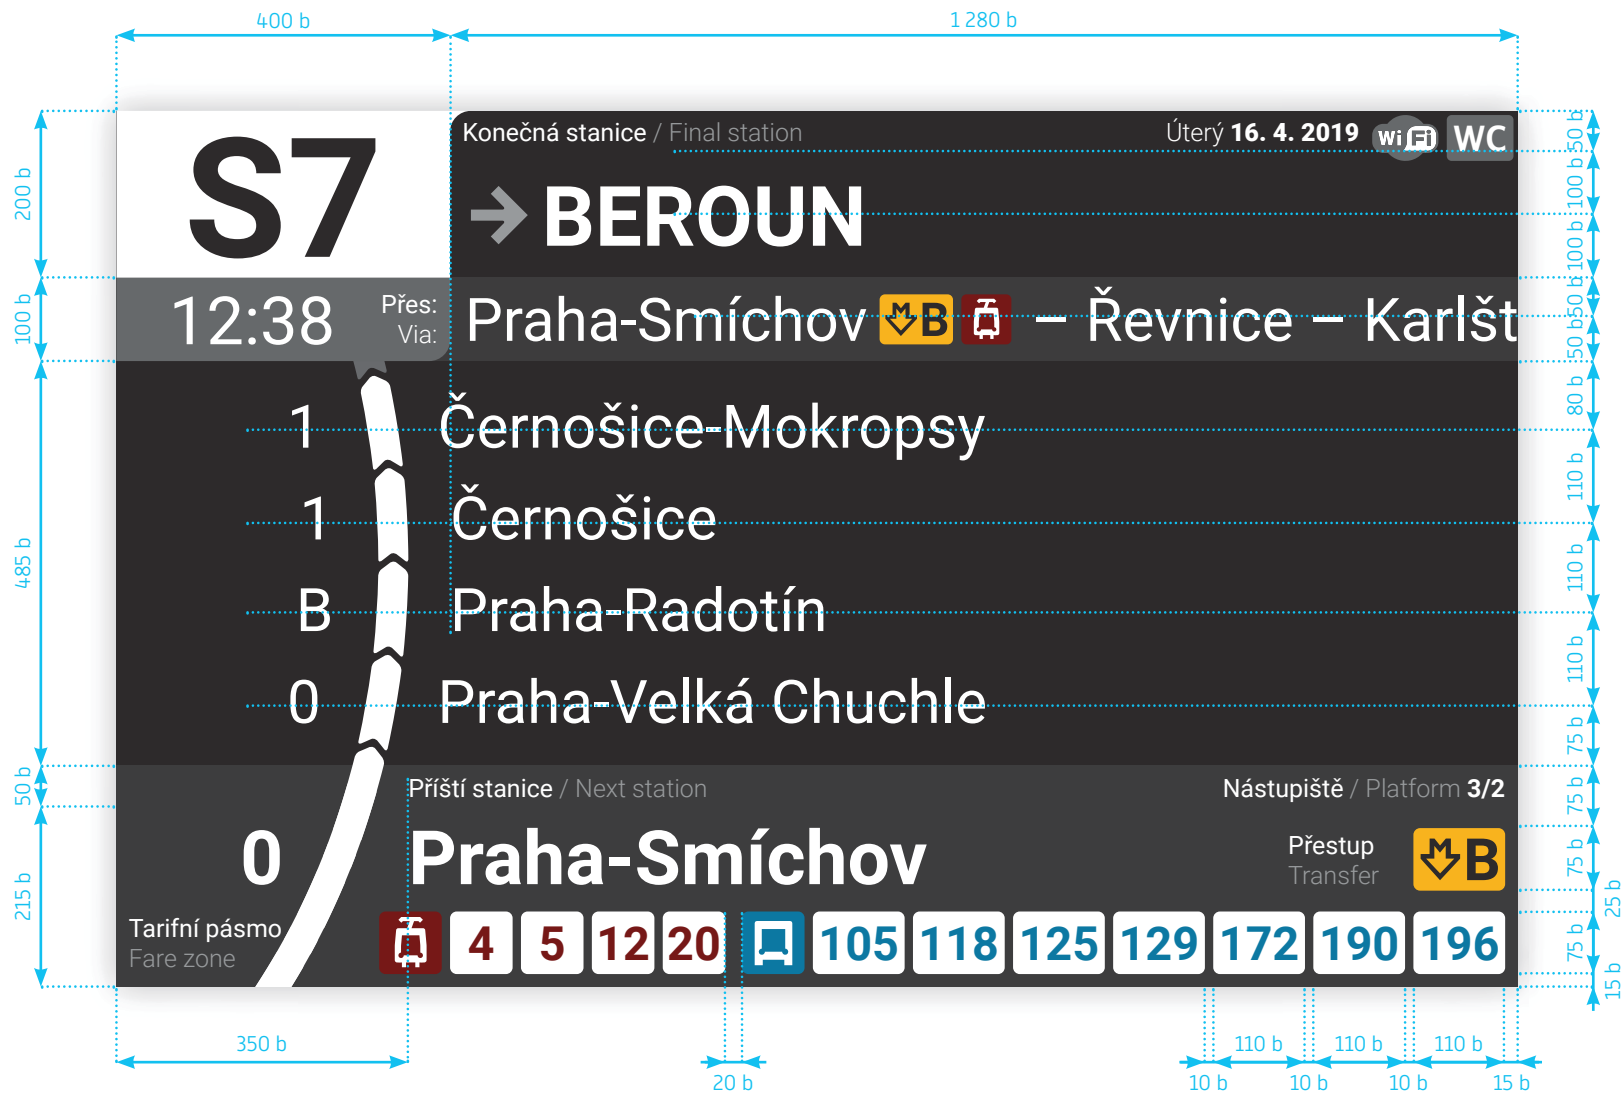 400 b
1 280 b
S7
Konečná stanice / Final station
Úterý 16. 4. 2019 WiFi WC
→ BEROUN
12:38
Přes:
Via:
Praha-Smíchov M B – Řevnice – Karlšt
1 Černošice-Mokropsy
1 Černošice
B Praha-Radotín
0 Praha-Velká Chuchle
Příští stanice / Next station
Nástupiště / Platform 3/2
0 Praha-Smíchov
Přestup
Transfer
M B
Tarifní pásmo
Fare zone
4 5 12 20 105 118 125 129 172 190 196
200 b
100 b
485 b
50 b
215 b
50 b
100 b
100 b
50 b
50 b
80 b
110 b
110 b
110 b
75 b
75 b
75 b
25 b
75 b
15 b
350 b
20 b
110 b
110 b
110 b
10 b
10 b
10 b
15 b